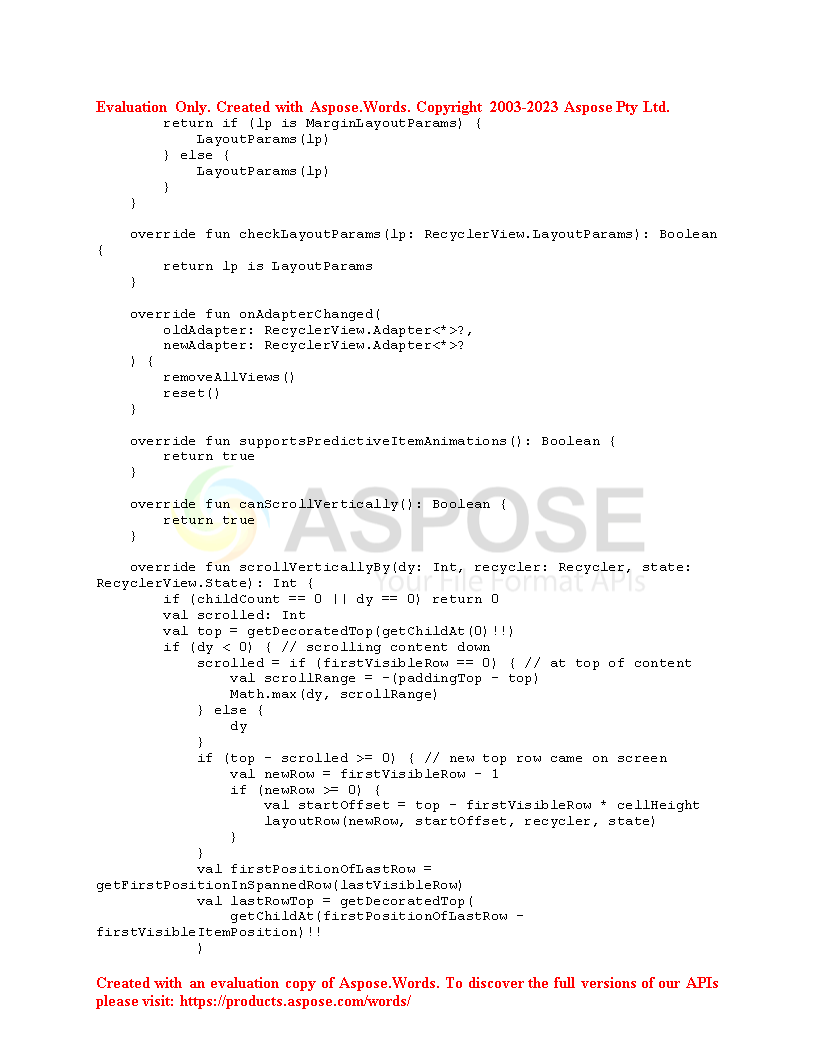 Evaluation Only. Created with Aspose.Words. Copyright 2003-2023 Aspose Pty Ltd.
        return if (lp is MarginLayoutParams) {
            LayoutParams(lp)
        } else {
            LayoutParams(lp)
        }
    }

    override fun checkLayoutParams(lp: RecyclerView.LayoutParams): Boolean
{
        return lp is LayoutParams
    }

    override fun onAdapterChanged(
        oldAdapter: RecyclerView.Adapter<*>?,
        newAdapter: RecyclerView.Adapter<*>?
    ) {
        removeAllViews()
        reset()
    }

    override fun supportsPredictiveItemAnimations(): Boolean {
        return true
    }

    override fun canScrollVertically(): Boolean {
        return true
    }

ASPOSE
Your File Format APIs

    override fun scrollVerticallyBy(dy: Int, recycler: Recycler, state:
RecyclerView.State): Int {
        if (childCount == 0 || dy == 0) return 0
        val scrolled: Int
        val top = getDecoratedTop(getChildAt(0)!!)
        if (dy < 0) { // scrolling content down
            scrolled = if (firstVisibleRow == 0) { // at top of content
                val scrollRange = -(paddingTop - top)
                Math.max(dy, scrollRange)
            } else {
                dy
            }
            if (top - scrolled >= 0) { // new top row came on screen
                val newRow = firstVisibleRow - 1
                if (newRow >= 0) {
                    val startOffset = top - firstVisibleRow * cellHeight
                    layoutRow(newRow, startOffset, recycler, state)
                }
            }
            val firstPositionOfLastRow =
getFirstPositionInSpannedRow(lastVisibleRow)
            val lastRowTop = getDecoratedTop(
                getChildAt(firstPositionOfLastRow -
firstVisibleItemPosition)!!
            )

Created with an evaluation copy of Aspose.Words. To discover the full versions of our APIs
please visit: https://products.aspose.com/words/